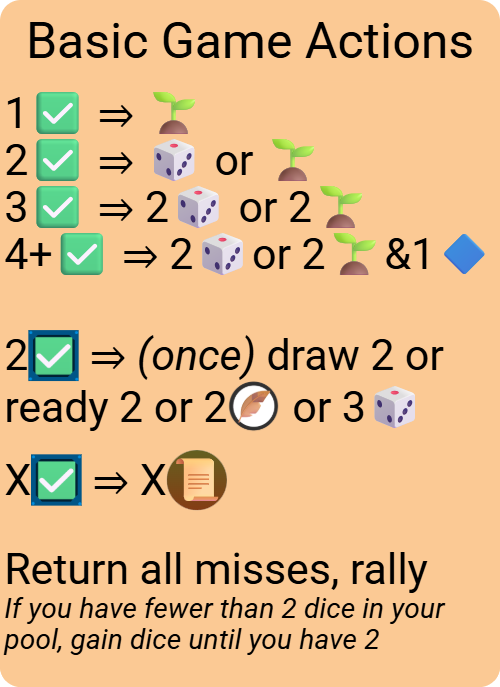 Basic Game Actions
1 ✅ ⇒ 🌱
2 ✅ ⇒ 🎲 or 🌱
3 ✅ ⇒ 2 🎲 or 2 🌱
4+ ✅ ⇒ 2 🎲 or 2 🌱 &1 🔷
2 ✅ ⇒ (once) draw 2 or
ready 2 or 2 🪶 or 3 🎲
X ✅ ⇒ X 📜
Return all misses, rally
If you have fewer than 2 dice in your
pool, gain dice until you have 2